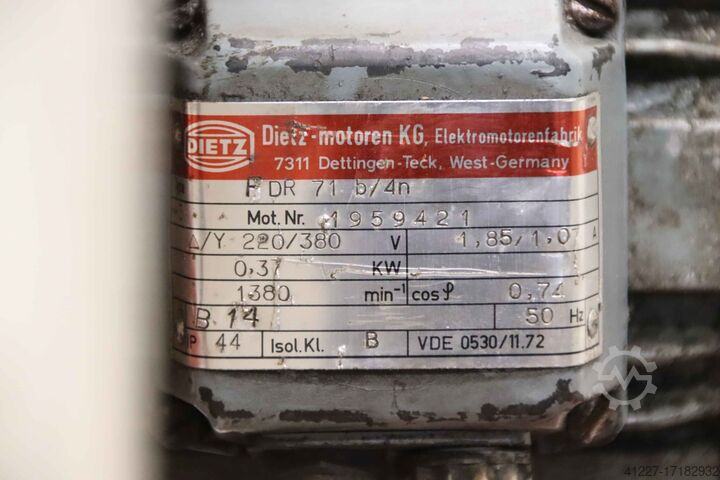 DIETZ
Dietz-motoren KG, Elektromotorenfabrik
7311 Dettingen-Teck, West-Germany
F DR 71 b/4n
Mot. Nr. 1959421
Δ/Y 220/380 V 1,85/1,07 A
0,37 KW
1380 min⁻¹ cosφ 0,74
B 14 50 Hz
P 44 Isol.Kl. B VDE 0530/11.72
41227-17182932